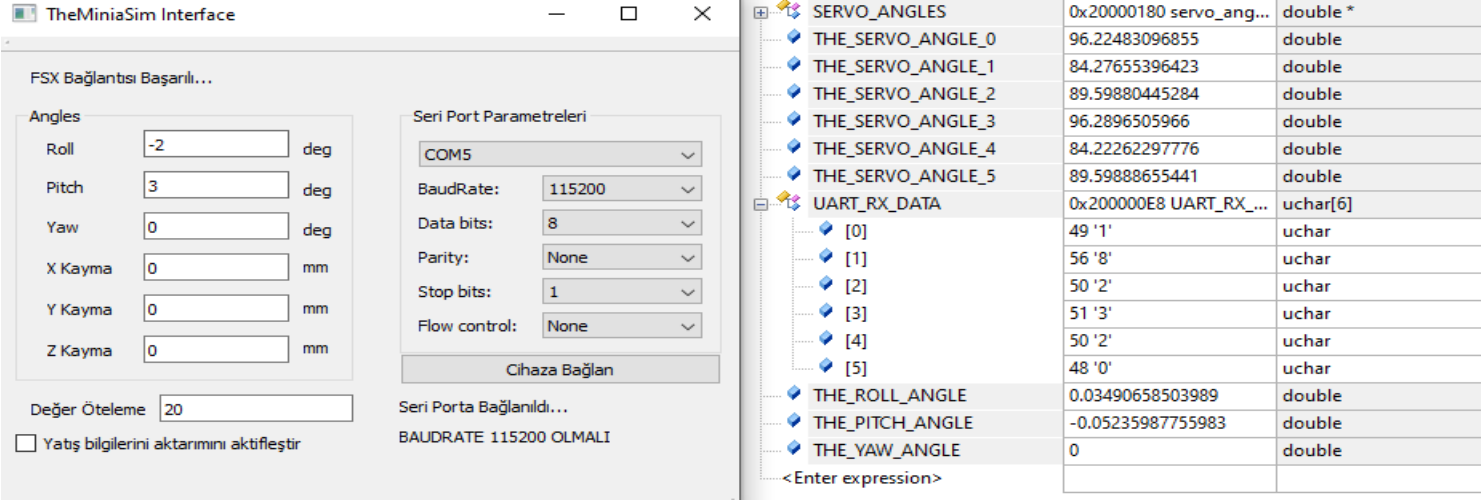 TheMiniaSim Interface
FSX Bağlantısı Başarılı...
Angles
Roll -2 deg
Pitch 3 deg
Yaw 0 deg
X Kayma 0 mm
Y Kayma 0 mm
Z Kayma 0 mm
Değer Öteleme 20
Yatış bilgilerini aktarımını aktifleştir
Seri Port Parametreleri
COM5
BaudRate: 115200
Data bits: 8
Parity: None
Stop bits: 1
Flow control: None
Cihaza Bağlan
Seri Porta Bağlanıldı...
BAUDRATE 115200 OLMALI
SERVO_ANGLES 0x20000180 servo_ang... double *
THE_SERVO_ANGLE_0 96.22483096855 double
THE_SERVO_ANGLE_1 84.27655396423 double
THE_SERVO_ANGLE_2 89.59880445284 double
THE_SERVO_ANGLE_3 96.2896505966 double
THE_SERVO_ANGLE_4 84.22262297776 double
THE_SERVO_ANGLE_5 89.59888655441 double
UART_RX_DATA 0x200000E8 UART_RX_... uchar[6]
[0] 49 '1' uchar
[1] 56 '8' uchar
[2] 50 '2' uchar
[3] 51 '3' uchar
[4] 50 '2' uchar
[5] 48 '0' uchar
THE_ROLL_ANGLE 0.03490658503989 double
THE_PITCH_ANGLE -0.05235987755983 double
THE_YAW_ANGLE 0 double
<Enter expression>